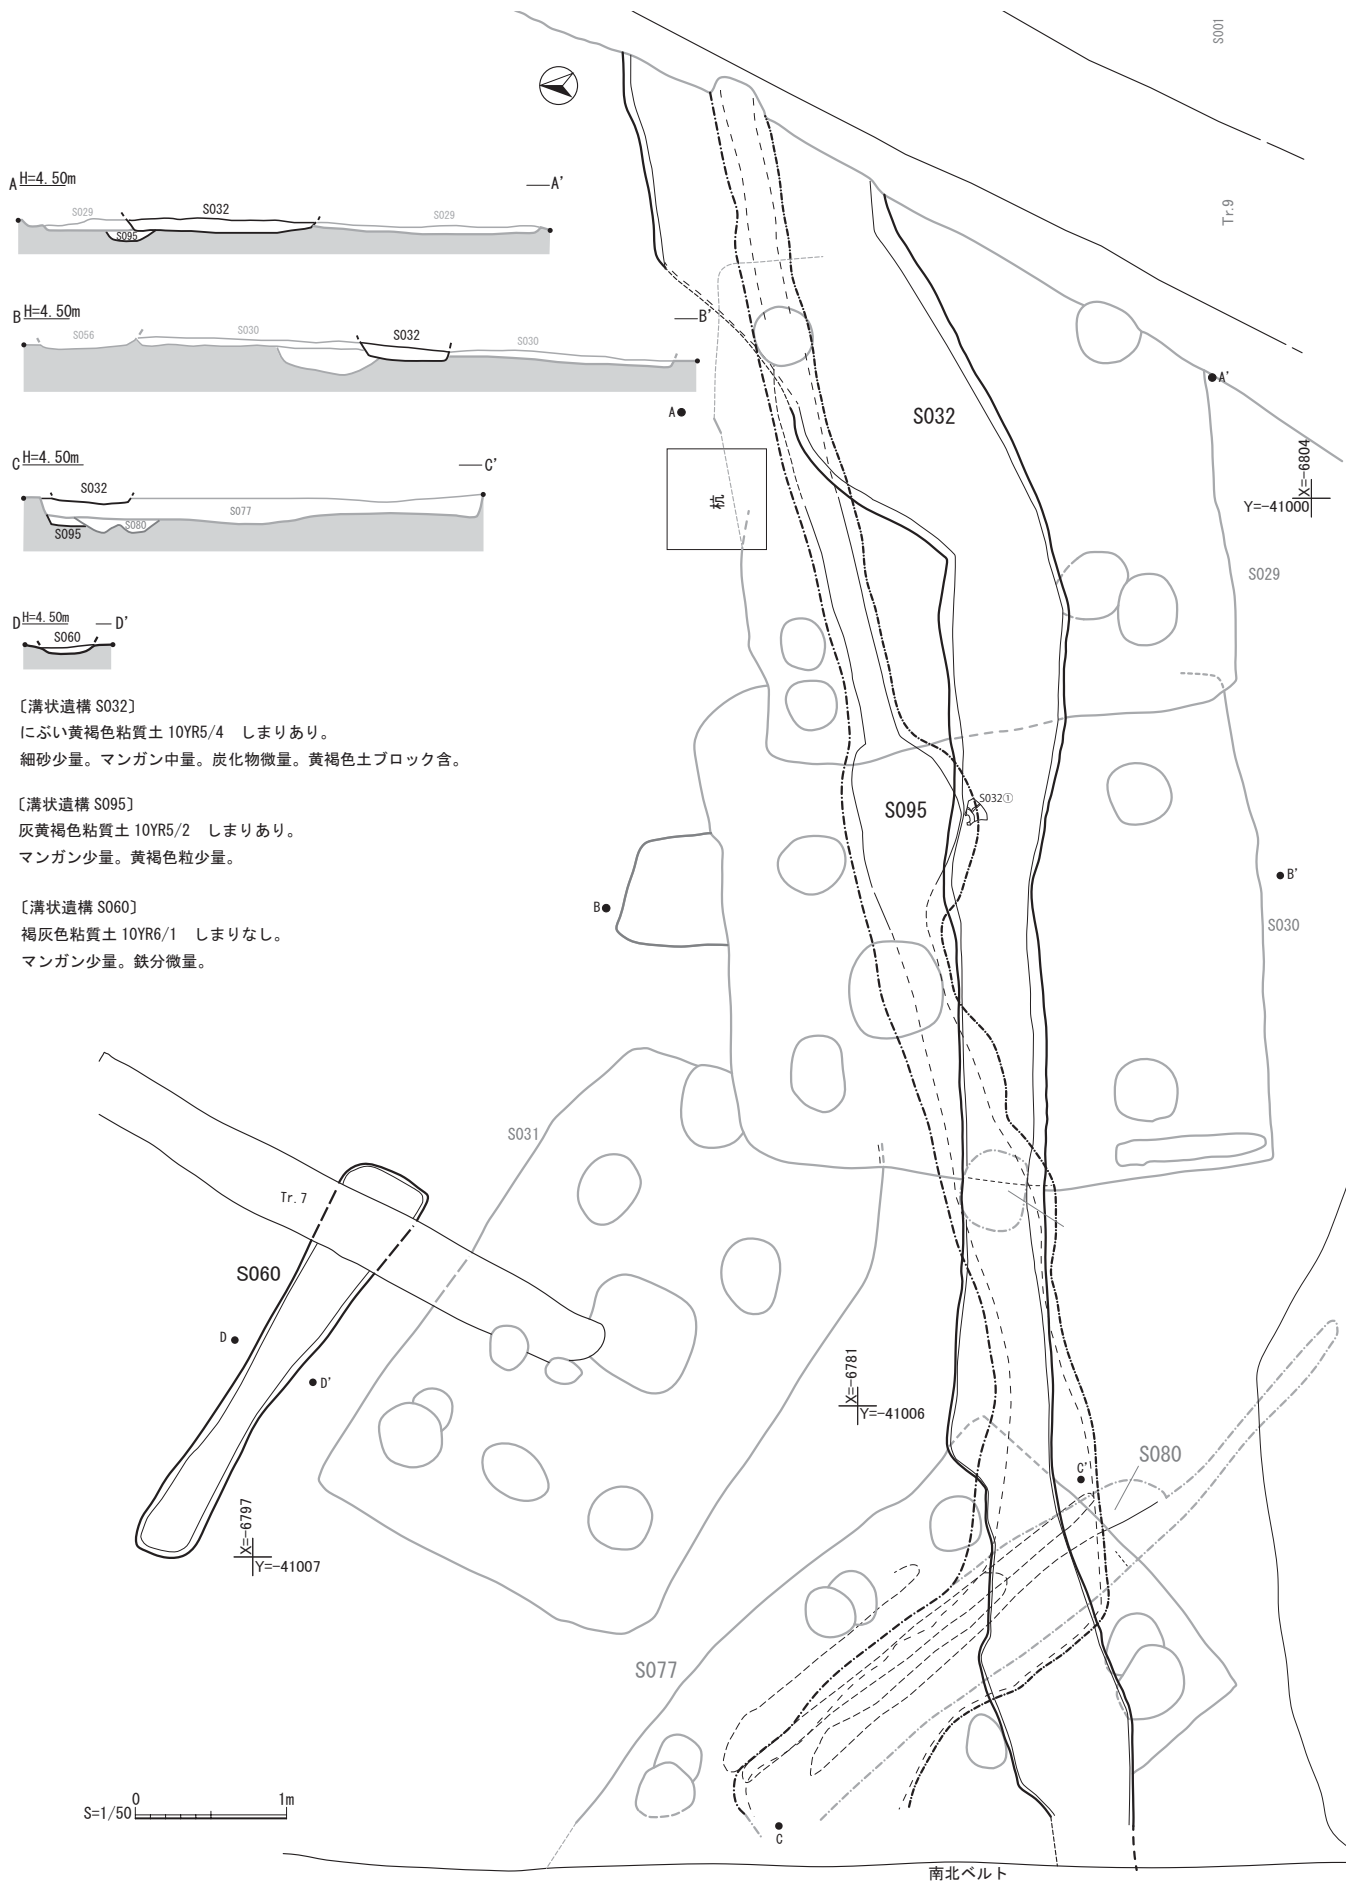 S001
Tr.9
A H=4.50m A'
S029 S032 S029
S095
B H=4.50m B'
S056 S030 S032 S030
C H=4.50m C'
S032
S077
S095 S080
D H=4.50m D'
S060
〔溝状遺構 S032〕
にぶい黄褐色粘質土 10YR5/4　しまりあり。
細砂少量。マンガン中量。炭化物微量。黄褐色土ブロック含。
〔溝状遺構 S095〕
灰黄褐色粘質土 10YR5/2　しまりあり。
マンガン少量。黄褐色粒少量。
〔溝状遺構 S060〕
褐灰色粘質土 10YR6/1　しまりなし。
マンガン少量。鉄分微量。
A'
A
S032
杭
X=-6804
Y=-41000
S029
S032①
S095
B
B'
S030
S031
Tr.7
S060
D
D'
X=-6781
Y=-41006
C'
S080
X=-6797
Y=-41007
S077
C
0 1m
S=1/50
南北ベルト